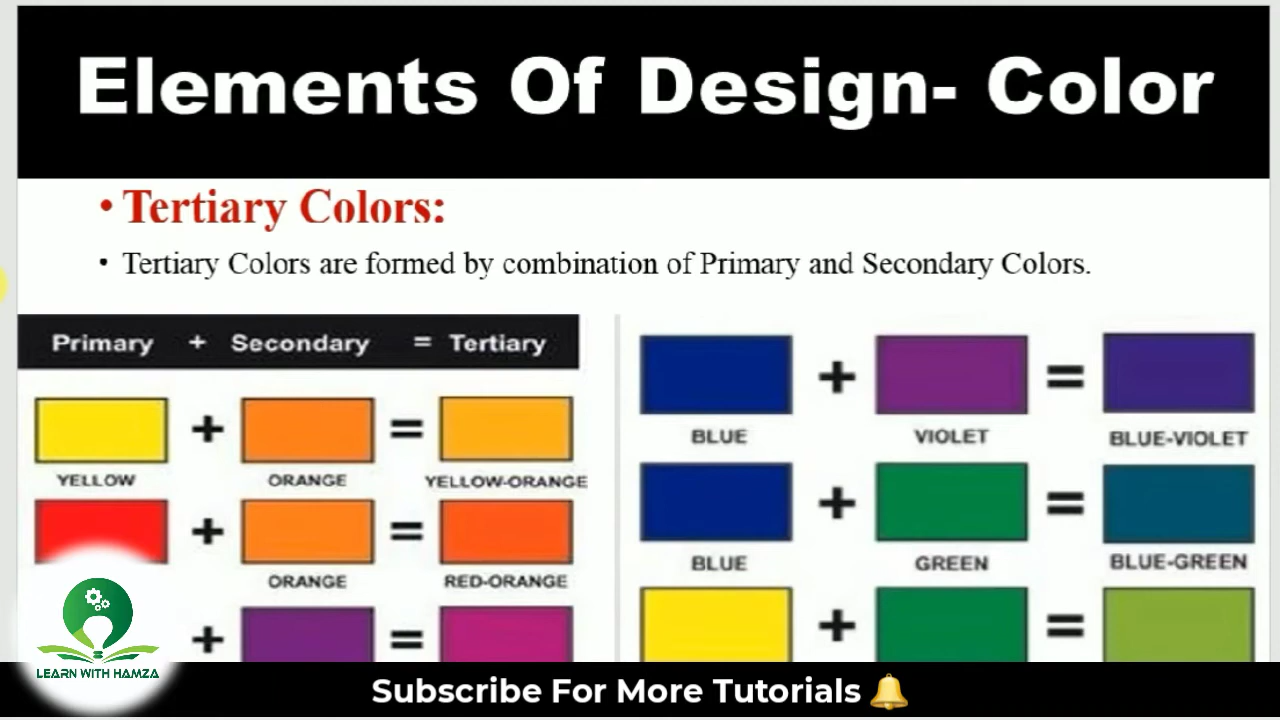 Elements Of Design- Color
• Tertiary Colors:
• Tertiary Colors are formed by combination of Primary and Secondary Colors.
Primary + Secondary = Tertiary
+ =
YELLOW ORANGE YELLOW-ORANGE
+ =
ORANGE RED-ORANGE
+ =
+ =
BLUE VIOLET BLUE-VIOLET
+ =
BLUE GREEN BLUE-GREEN
+ =
LEARN WITH HAMZA
Subscribe For More Tutorials 🔔